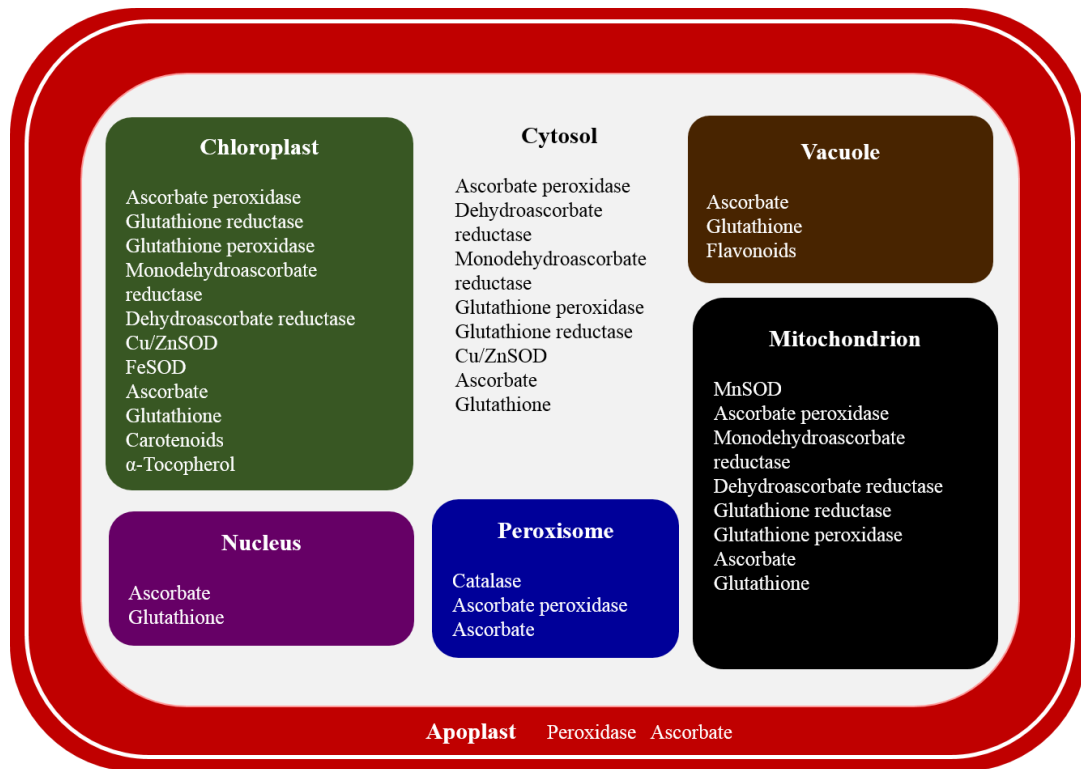 Chloroplast
Ascorbate peroxidase
Glutathione reductase
Glutathione peroxidase
Monodehydroascorbate
reductase
Dehydroascorbate reductase
Cu/ZnSOD
FeSOD
Ascorbate
Glutathione
Carotenoids
α-Tocopherol
Cytosol
Ascorbate peroxidase
Dehydroascorbate
reductase
Monodehydroascorbate
reductase
Glutathione peroxidase
Glutathione reductase
Cu/ZnSOD
Ascorbate
Glutathione
Vacuole
Ascorbate
Glutathione
Flavonoids
Mitochondrion
MnSOD
Ascorbate peroxidase
Monodehydroascorbate
reductase
Dehydroascorbate reductase
Glutathione reductase
Glutathione peroxidase
Ascorbate
Glutathione
Nucleus
Ascorbate
Glutathione
Peroxisome
Catalase
Ascorbate peroxidase
Ascorbate
Apoplast Peroxidase Ascorbate